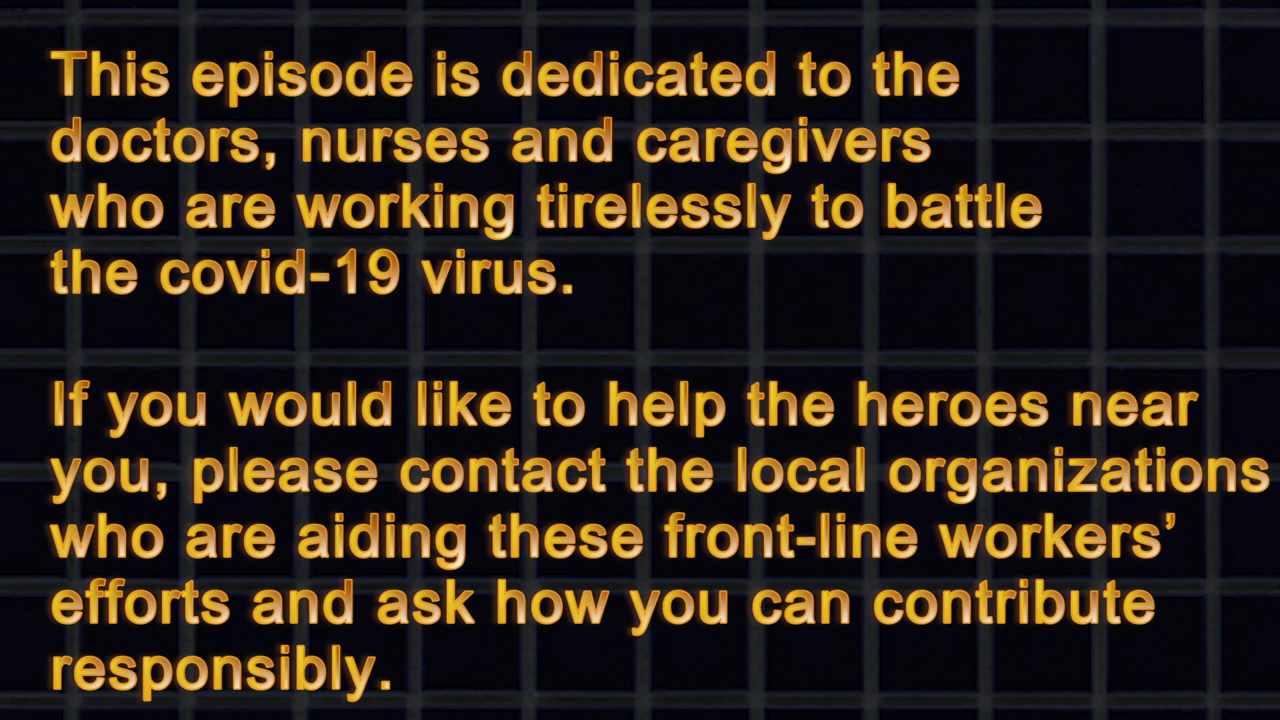 This episode is dedicated to the
doctors, nurses and caregivers
who are working tirelessly to battle
the covid-19 virus.
If you would like to help the heroes near
you, please contact the local organizations
who are aiding these front-line workers’
efforts and ask how you can contribute
responsibly.